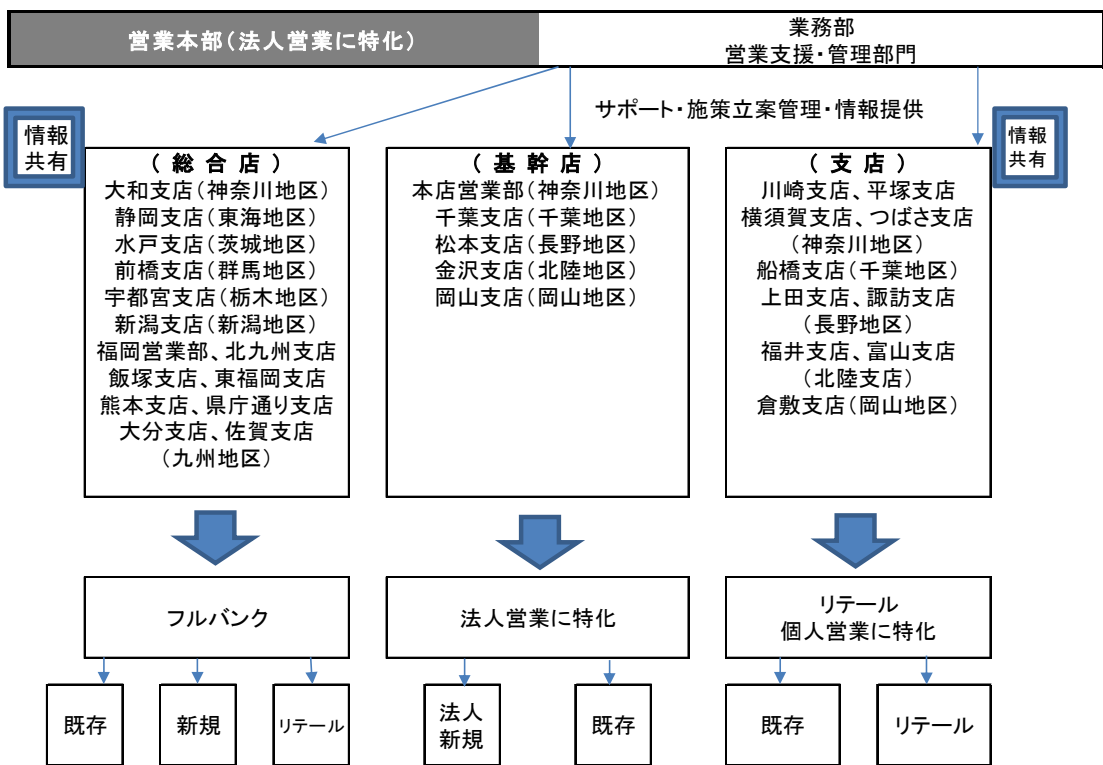 営業本部(法人営業に特化)
業務部
営業支援・管理部門
サポート・施策立案管理・情報提供
情報
共有
情報
共有
(総合店)
大和支店(神奈川地区)
静岡支店(東海地区)
水戸支店(茨城地区)
前橋支店(群馬地区)
宇都宮支店(栃木地区)
新潟支店(新潟地区)
福岡営業部、北九州支店
飯塚支店、東福岡支店
熊本支店、県庁通り支店
大分支店、佐賀支店
(九州地区)
(基幹店)
本店営業部(神奈川地区)
千葉支店(千葉地区)
松本支店(長野地区)
金沢支店(北陸地区)
岡山支店(岡山地区)
(支店)
川崎支店、平塚支店
横須賀支店、つばさ支店
(神奈川地区)
船橋支店(千葉地区)
上田支店、諏訪支店
(長野地区)
福井支店、富山支店
(北陸支店)
倉敷支店(岡山地区)
フルバンク
法人営業に特化
リテール
個人営業に特化
既存
新規
リテール
法人
新規
既存
既存
リテール